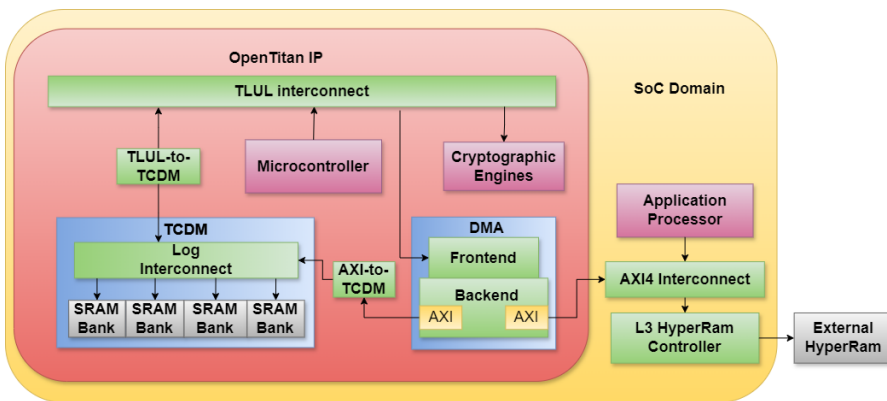 OpenTitan IP
TLUL interconnect
SoC Domain
TLUL-to-
TCDM
Microcontroller
Cryptographic
Engines
Application
Processor
TCDM
Log
Interconnect
SRAM
Bank
SRAM
Bank
SRAM
Bank
SRAM
Bank
AXI-to-
TCDM
DMA
Frontend
Backend
AXI
AXI
AXI4 Interconnect
L3 HyperRam
Controller
External
HyperRam